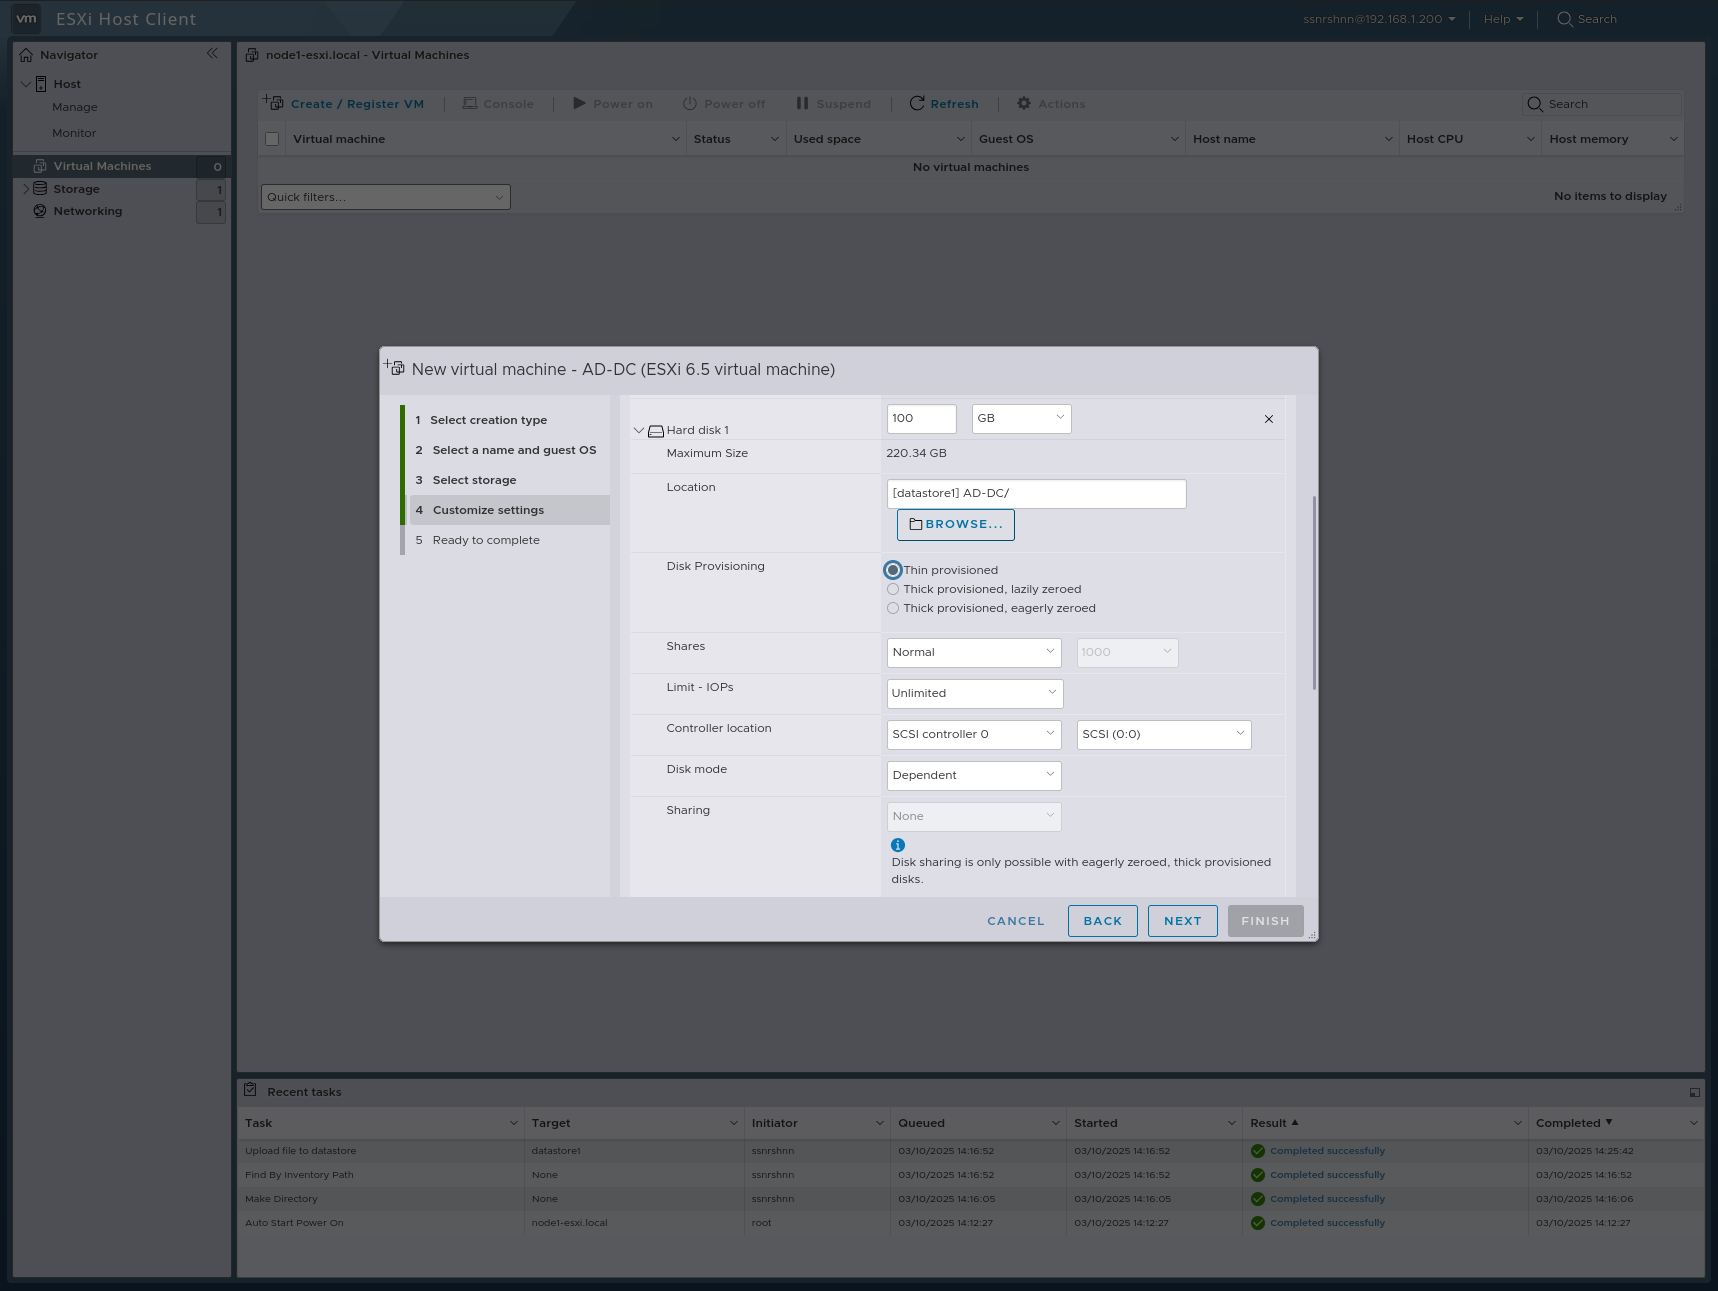 vm ESXi Host Client ssnrshnn@192.168.1.200 Help Search
Navigator
Host
Manage
Monitor
Virtual Machines 0
Storage 1
Networking 1
node1-esxi.local - Virtual Machines
Create / Register VM Console Power on Power off Suspend Refresh Actions Search
Virtual machine Status Used space Guest OS Host name Host CPU Host memory
No virtual machines
Quick filters... No items to display
New virtual machine - AD-DC (ESXi 6.5 virtual machine)
1 Select creation type
2 Select a name and guest OS
3 Select storage
4 Customize settings
5 Ready to complete
Hard disk 1 100 GB
Maximum Size 220.34 GB
Location [datastore1] AD-DC/
BROWSE...
Disk Provisioning Thin provisioned
Thick provisioned, lazily zeroed
Thick provisioned, eagerly zeroed
Shares Normal 1000
Limit - IOPs Unlimited
Controller location SCSI controller 0 SCSI (0:0)
Disk mode Dependent
Sharing None
Disk sharing is only possible with eagerly zeroed, thick provisioned
disks.
CANCEL BACK NEXT FINISH
Recent tasks
Task Target Initiator Queued Started Result Completed
Upload file to datastore datastore1 ssnrshnn 03/10/2025 14:16:52 03/10/2025 14:16:52 Completed successfully 03/10/2025 14:25:42
Find By Inventory Path None ssnrshnn 03/10/2025 14:16:52 03/10/2025 14:16:52 Completed successfully 03/10/2025 14:16:52
Make Directory None ssnrshnn 03/10/2025 14:16:05 03/10/2025 14:16:05 Completed successfully 03/10/2025 14:16:06
Auto Start Power On node1-esxi.local root 03/10/2025 14:12:27 03/10/2025 14:12:27 Completed successfully 03/10/2025 14:12:27